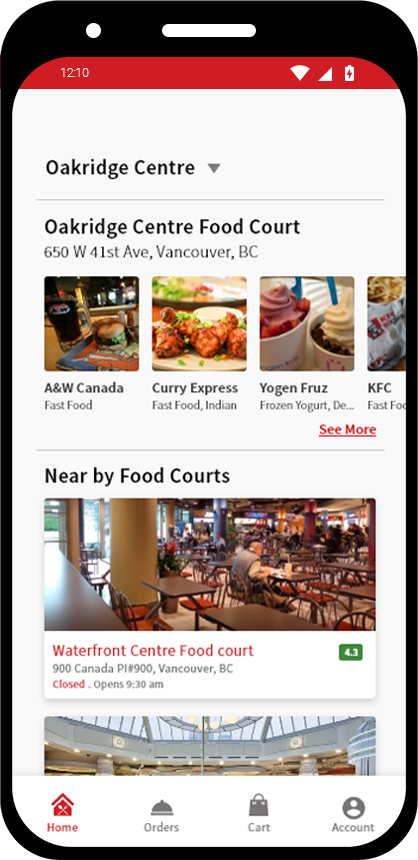 12:10
Oakridge Centre
Oakridge Centre Food Court
650 W 41st Ave, Vancouver, BC
A&W
A&W Canada Curry Express Yogen Fruz KFC
Fast Food Fast Food, Indian Frozen Yogurt, De... Fast Foo
See More
Near by Food Courts
Waterfront Centre Food court 4.3
900 Canada Pl#900, Vancouver, BC
Closed . Opens 9:30 am
Home Orders Cart Account